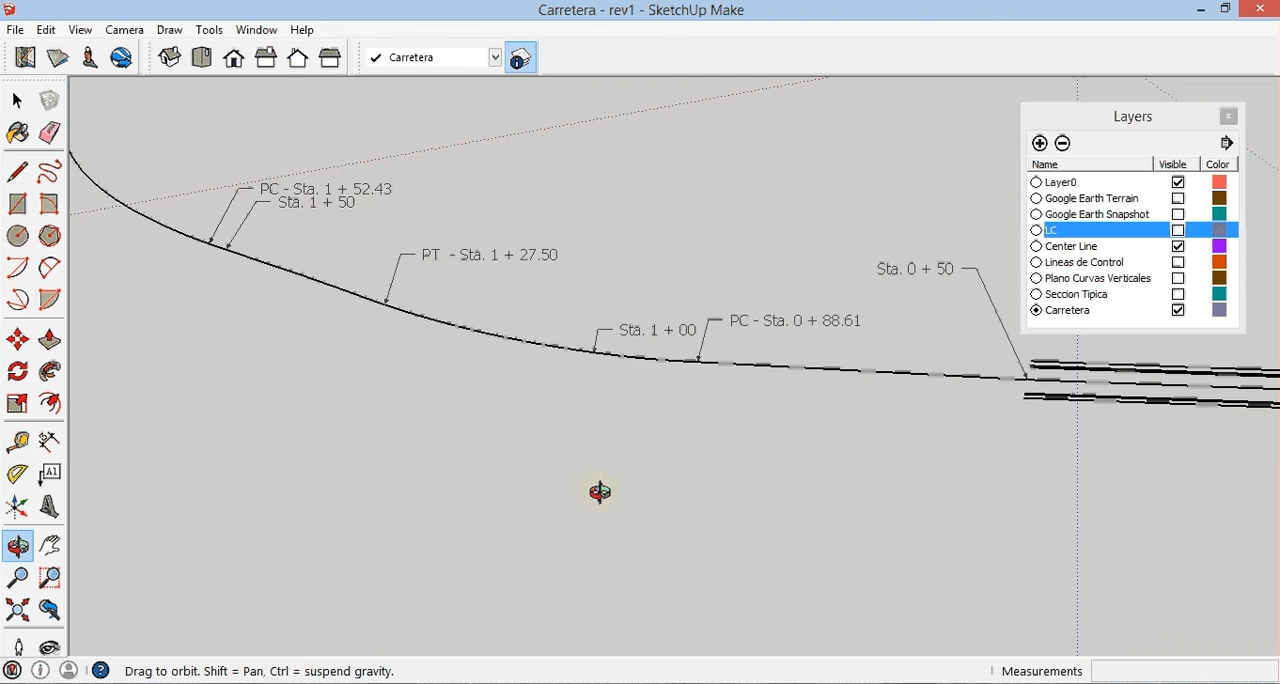 Carretera - rev1 - SketchUp Make
File Edit View Camera Draw Tools Window Help
Carretera
Layers
Name Visible Color
Layer0
Google Earth Terrain
Google Earth Snapshot
LC
Center Line
Lineas de Control
Plano Curvas Verticales
Seccion Tipica
Carretera
PC - Sta. 1 + 52.43
Sta. 1 + 50
PT - Sta. 1 + 27.50
Sta. 0 + 50
Sta. 1 + 00
PC - Sta. 0 + 88.61
A1
Drag to orbit. Shift = Pan, Ctrl = suspend gravity.
Measurements